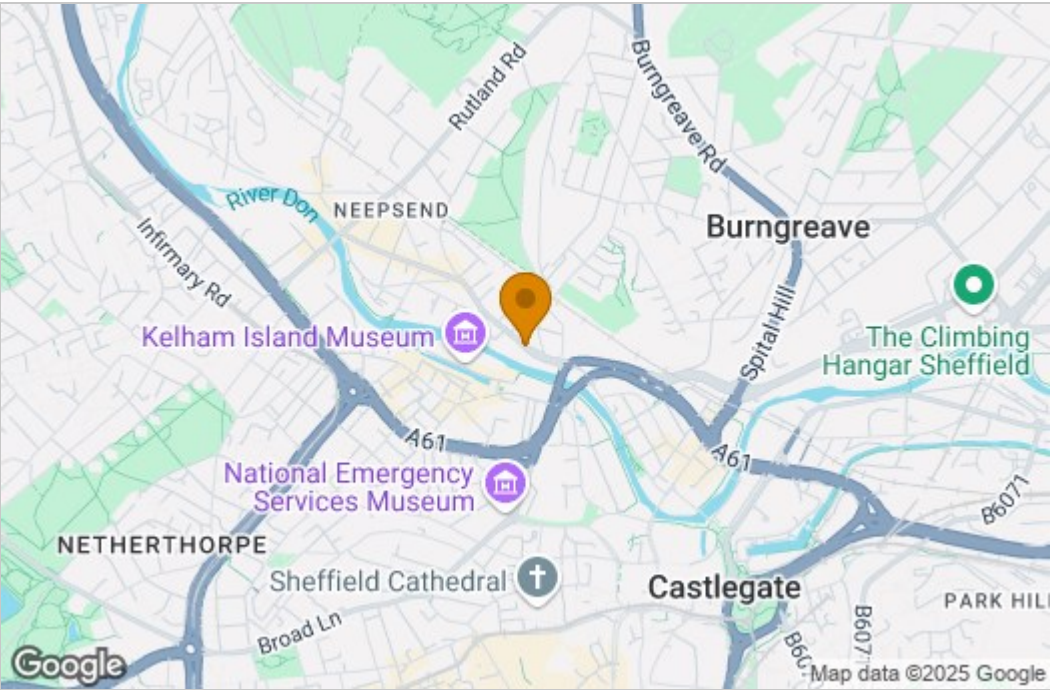 Rutland Rd
Burngreave Rd
River Don
NEEPSEND
Burngreave
Infirmary Rd
Kelham Island Museum
Spital Hill
The Climbing
Hangar Sheffield
A61
A61
National Emergency
Services Museum
B6071
NETHERTHORPE
Sheffield Cathedral
Castlegate
PARK HILL
Broad Ln
B6071
Google
Map data ©2025 Google